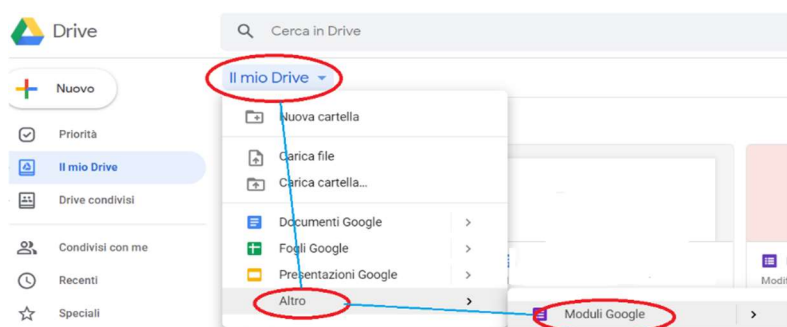 Drive
Cerca in Drive
Nuovo
Il mio Drive
Nuova cartella
Priorità
Carica file
Il mio Drive
Carica cartella...
Drive condivisi
Documenti Google
Condivisi con me
Fogli Google
Recenti
Presentazioni Google
Speciali
Altro
Moduli Google